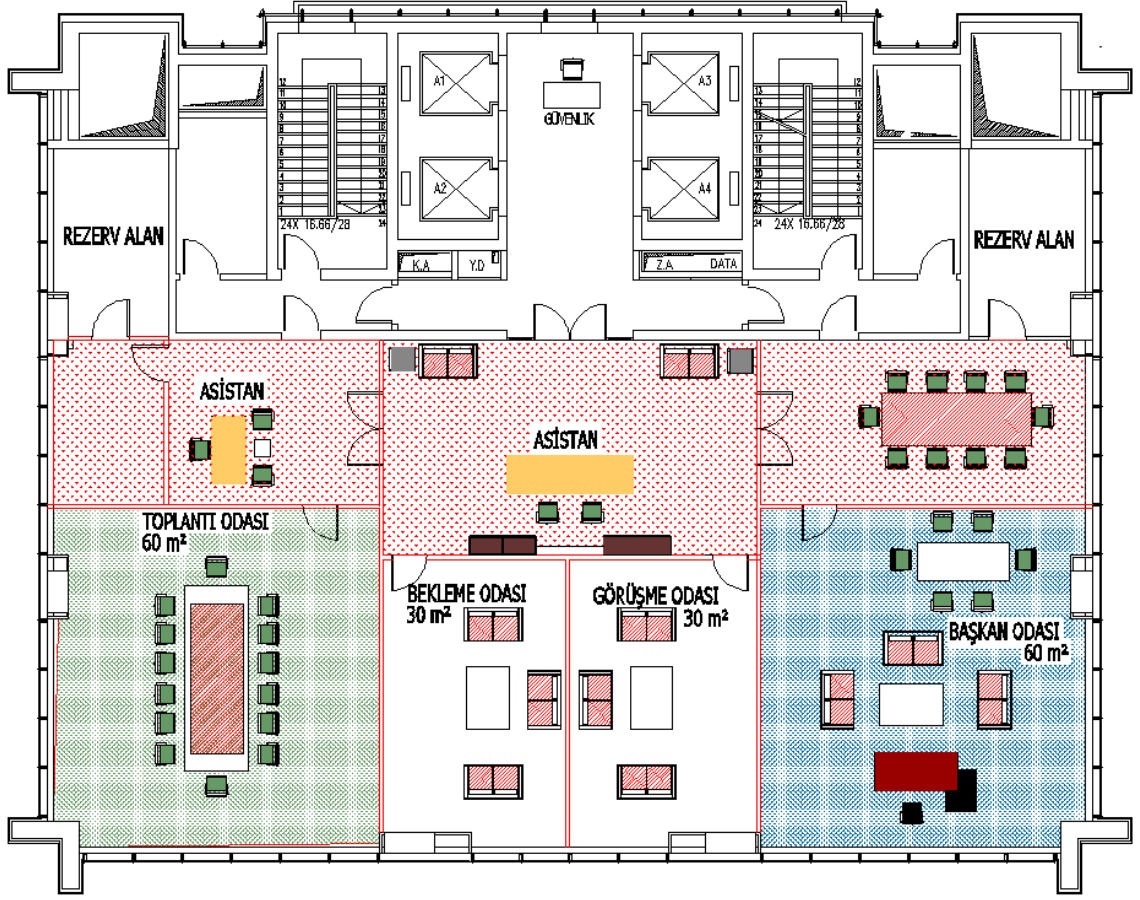 A1
A3
GÜVENLIK
A2
A4
24X 16.66/28
24X 16.66/28
REZERV ALAN
REZERV ALAN
K.A
Y.D
Z.A
DATA
ASİSTAN
ASİSTAN
TOPLANTI ODASI
60 m²
BEKLEME ODASI
30 m²
GÖRÜŞME ODASI
30 m²
BAŞKAN ODASI
60 m²